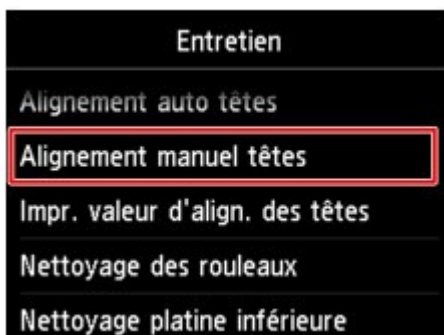 Entretien
Alignement auto têtes
Alignement manuel têtes
Impr. valeur d'align. des têtes
Nettoyage des rouleaux
Nettoyage platine inférieure